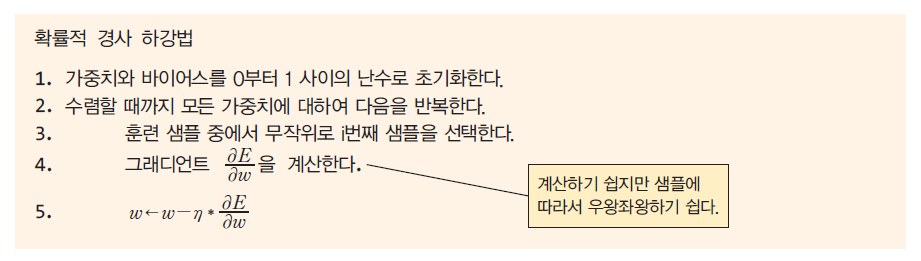 확률적 경사 하강법
1. 가중치와 바이어스를 0부터 1 사이의 난수로 초기화한다.
2. 수렴할 때까지 모든 가중치에 대하여 다음을 반복한다.
3. 훈련 샘플 중에서 무작위로 i번째 샘플을 선택한다.
4. 그래디언트 ∂E/∂w 을 계산한다.
계산하기 쉽지만 샘플에
따라서 우왕좌왕하기 쉽다.
5. w←w−η * ∂E/∂w